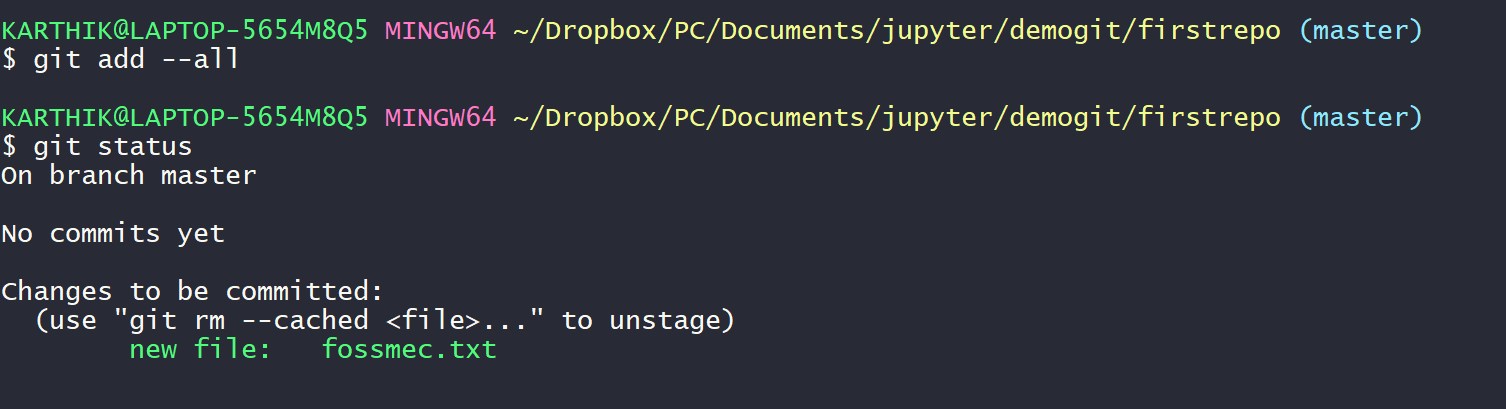 KARTHIK@LAPTOP-5654M8Q5 MINGW64 ~/Dropbox/PC/Documents/jupyter/demogit/firstrepo (master)
$ git add --all
KARTHIK@LAPTOP-5654M8Q5 MINGW64 ~/Dropbox/PC/Documents/jupyter/demogit/firstrepo (master)
$ git status
On branch master
No commits yet
Changes to be committed:
  (use "git rm --cached <file>..." to unstage)
        new file:   fossmec.txt